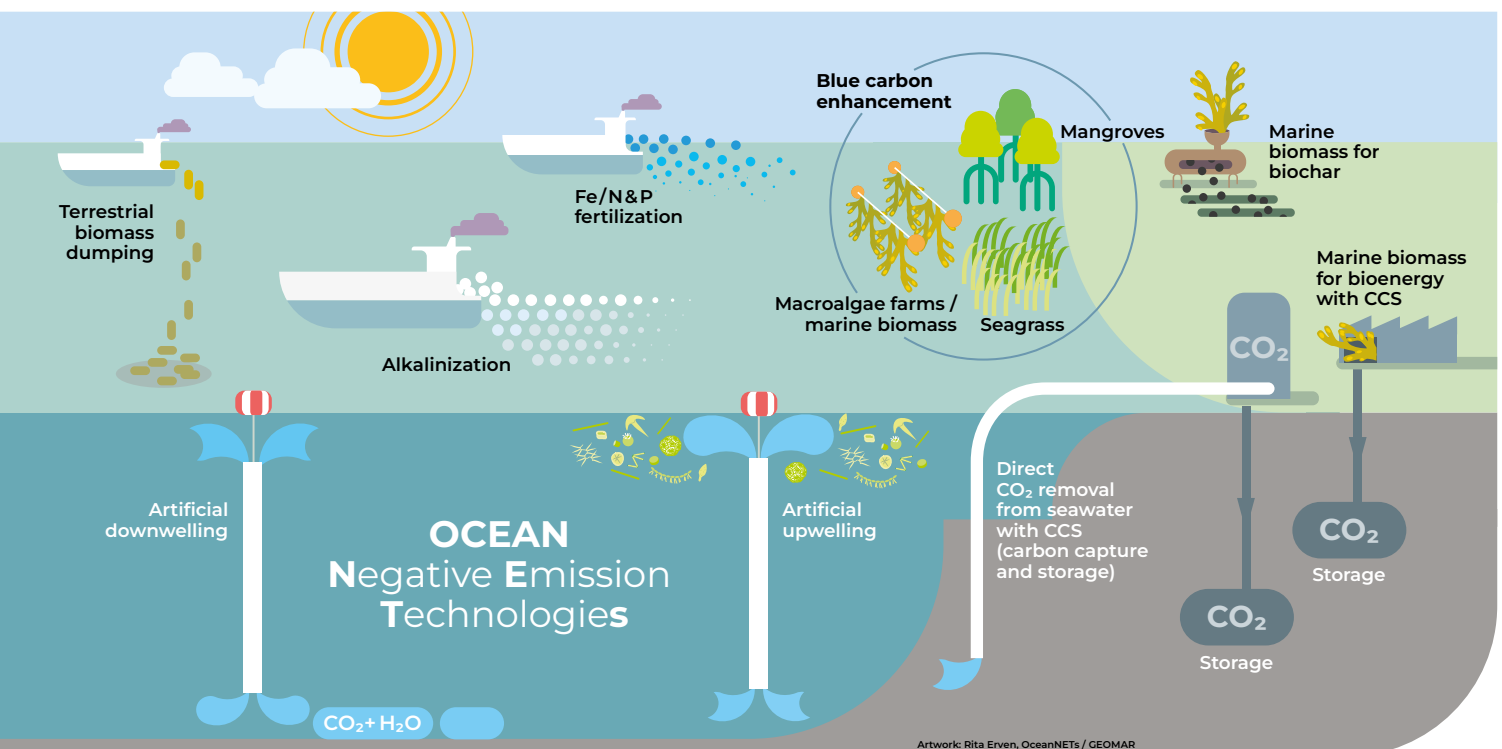 Blue carbon
enhancement
Mangroves
Marine
biomass for
biochar
Terrestrial
biomass
dumping
Fe/N&P
fertilization
Marine biomass
for bioenergy
with CCS
Macroalgae farms /
marine biomass
Seagrass
Alkalinization
CO₂
Artificial
downwelling
OCEAN
Negative Emission
Technologies
Artificial
upwelling
Direct
CO₂ removal
from seawater
with CCS
(carbon capture
and storage)
CO₂
Storage
CO₂
Storage
CO₂+H₂O
Artwork: Rita Erven, OceanNETs / GEOMAR